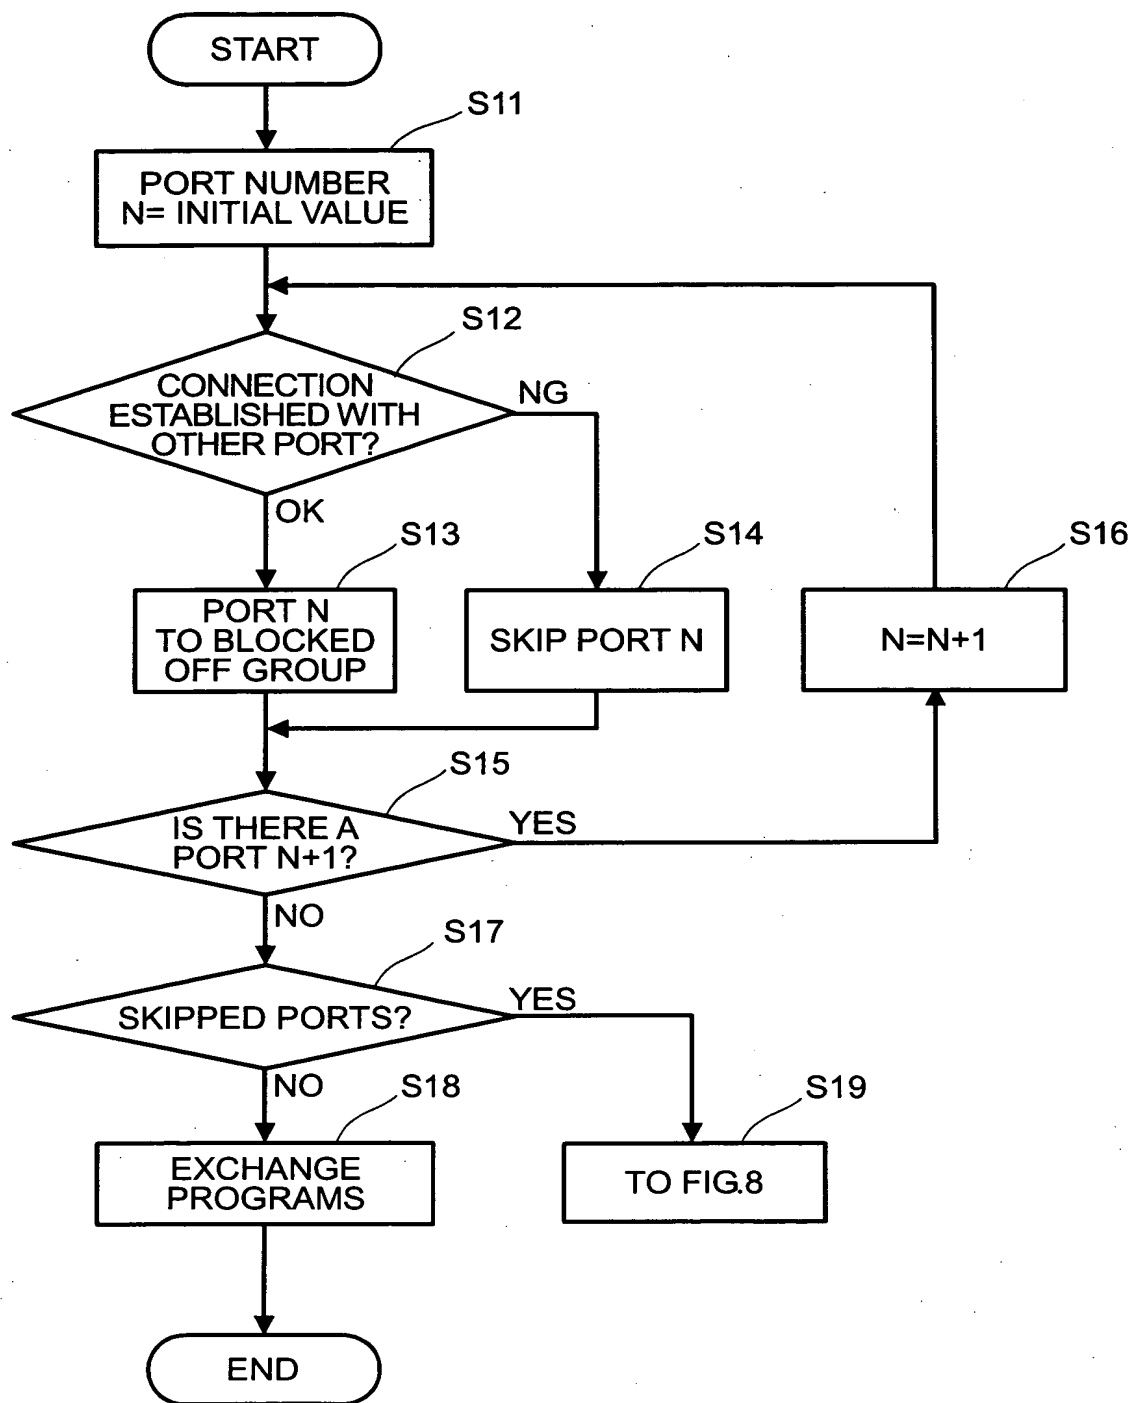 START
S11
PORT NUMBER
N= INITIAL VALUE
S12
CONNECTION
ESTABLISHED WITH
OTHER PORT?
NG
OK
S13
S14
S16
PORT N
TO BLOCKED
OFF GROUP
SKIP PORT N
N=N+1
S15
IS THERE A
PORT N+1?
YES
NO
S17
SKIPPED PORTS?
YES
NO
S18
S19
EXCHANGE
PROGRAMS
TO FIG.8
END